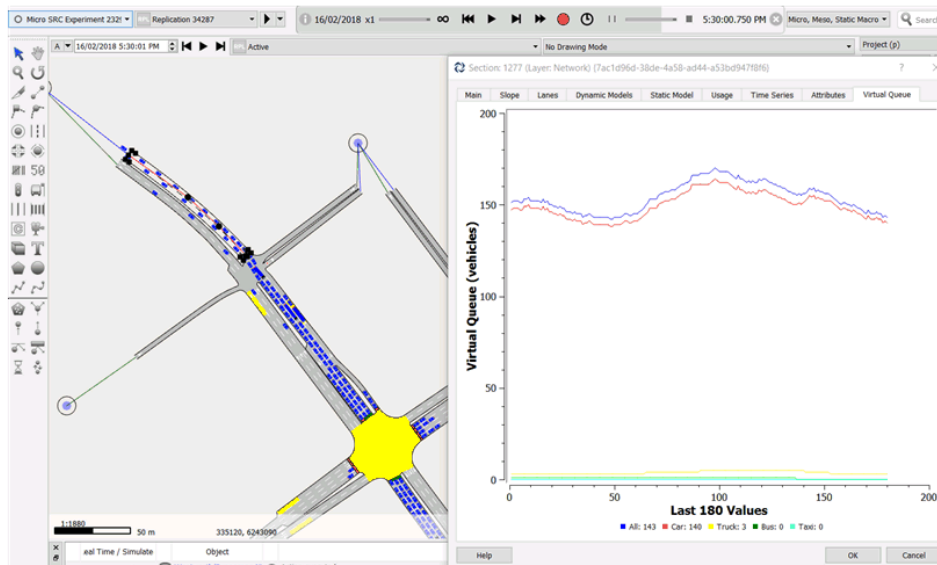 Micro SRC Experiment 2329
Replication 34287
16/02/2018 x1
5:30:00.750 PM
Micro, Meso, Static Macro
Search
A
16/02/2018 5:30:01 PM
Active
No Drawing Mode
Project (p)
Section: 1277 (Layer: Network) {7ac1d96d-38de-4a58-ad44-a53bd947f8f6}
?
Main Slope Lanes Dynamic Models Static Model Usage Time Series Attributes Virtual Queue
200
150
100
50
0
Virtual Queue (vehicles)
0 50 100 150 200
Last 180 Values
All: 143 Car: 140 Truck: 3 Bus: 0 Taxi: 0
Help OK Cancel
50
T
1:1880
50 m
335120, 6243090
eal Time / Simulate Object